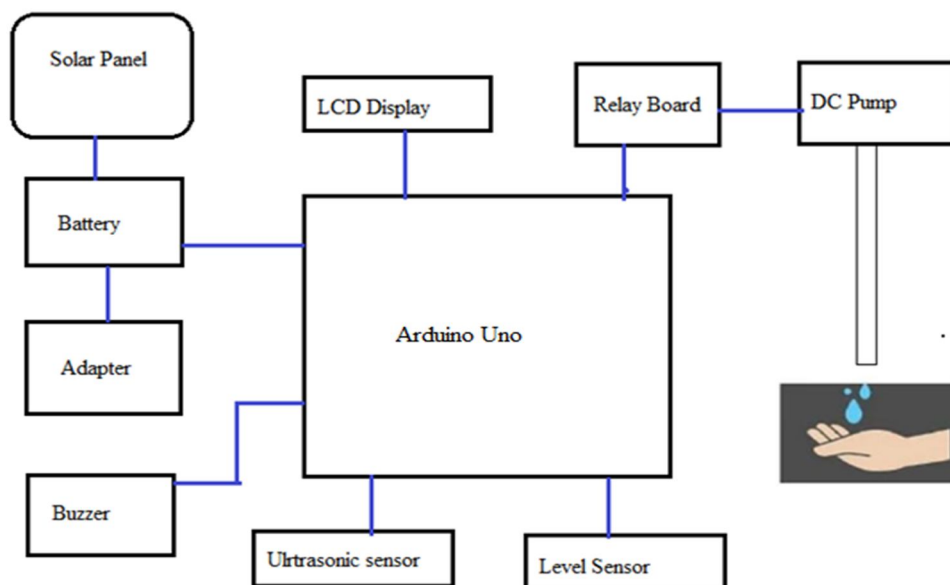 Solar Panel
LCD Display
Relay Board
DC Pump
Battery
Arduino Uno
Adapter
Buzzer
Ulrtrasonic sensor
Level Sensor